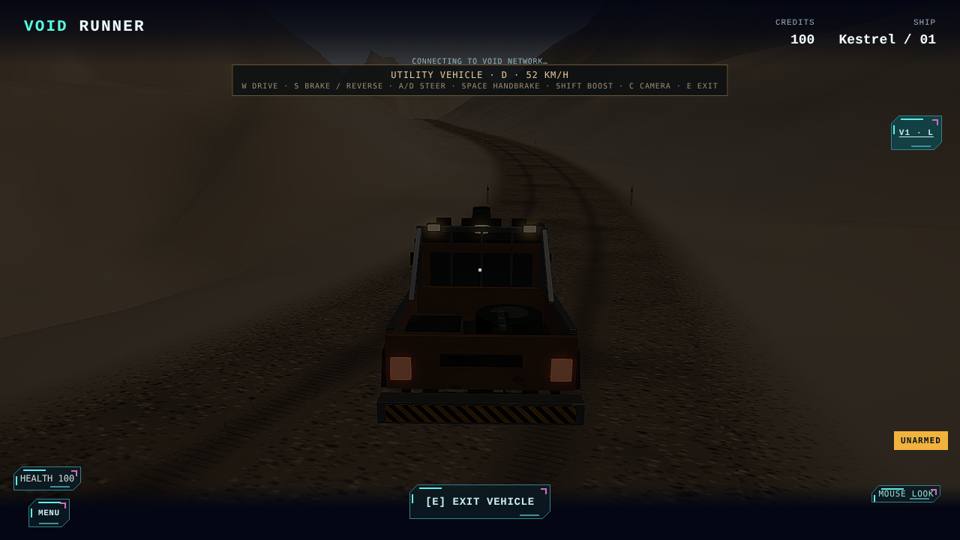 VOID RUNNER
CREDITS
100
SHIP
Kestrel / 01
CONNECTING TO VOID NETWORK…
UTILITY VEHICLE · D · 52 KM/H
W DRIVE · S BRAKE / REVERSE · A/D STEER · SPACE HANDBRAKE · SHIFT BOOST · C CAMERA · E EXIT
V1 · L
UNARMED
HEALTH 100
MENU
[E] EXIT VEHICLE
MOUSE LOOK